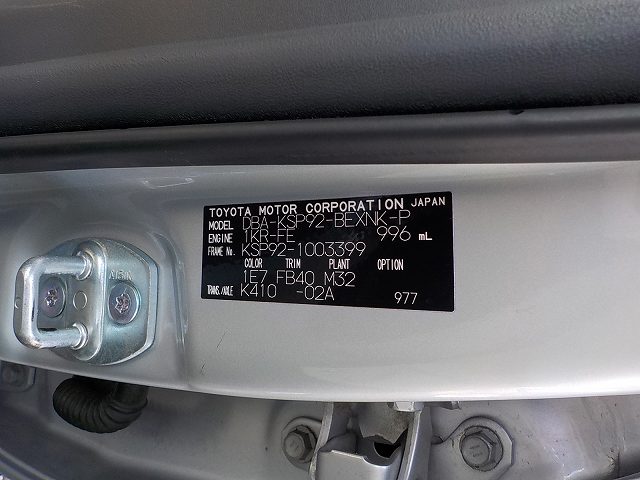 TOYOTA MOTOR CORPORATION JAPAN
MODEL DBA-KSP92-BEXNK-P
ENGINE 1KR-FE 996 mL
FRAME No. KSP92-1003399
COLOR TRIM PLANT OPTION
1E7 FB40 M32
TRANS./AXLE K410 -02A
977